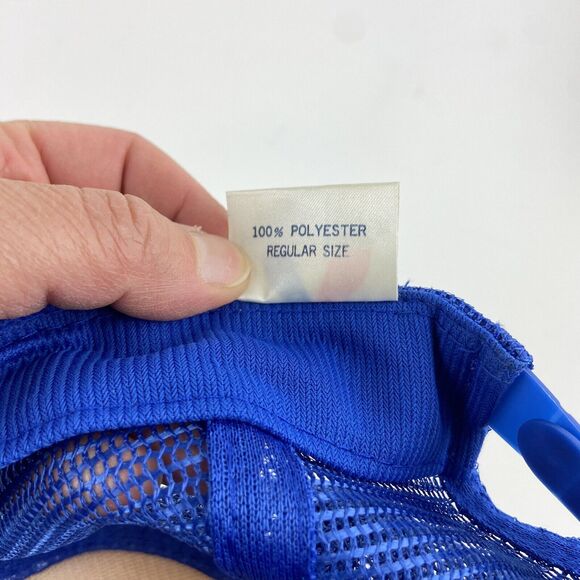 100% POLYESTER
REGULAR SIZE